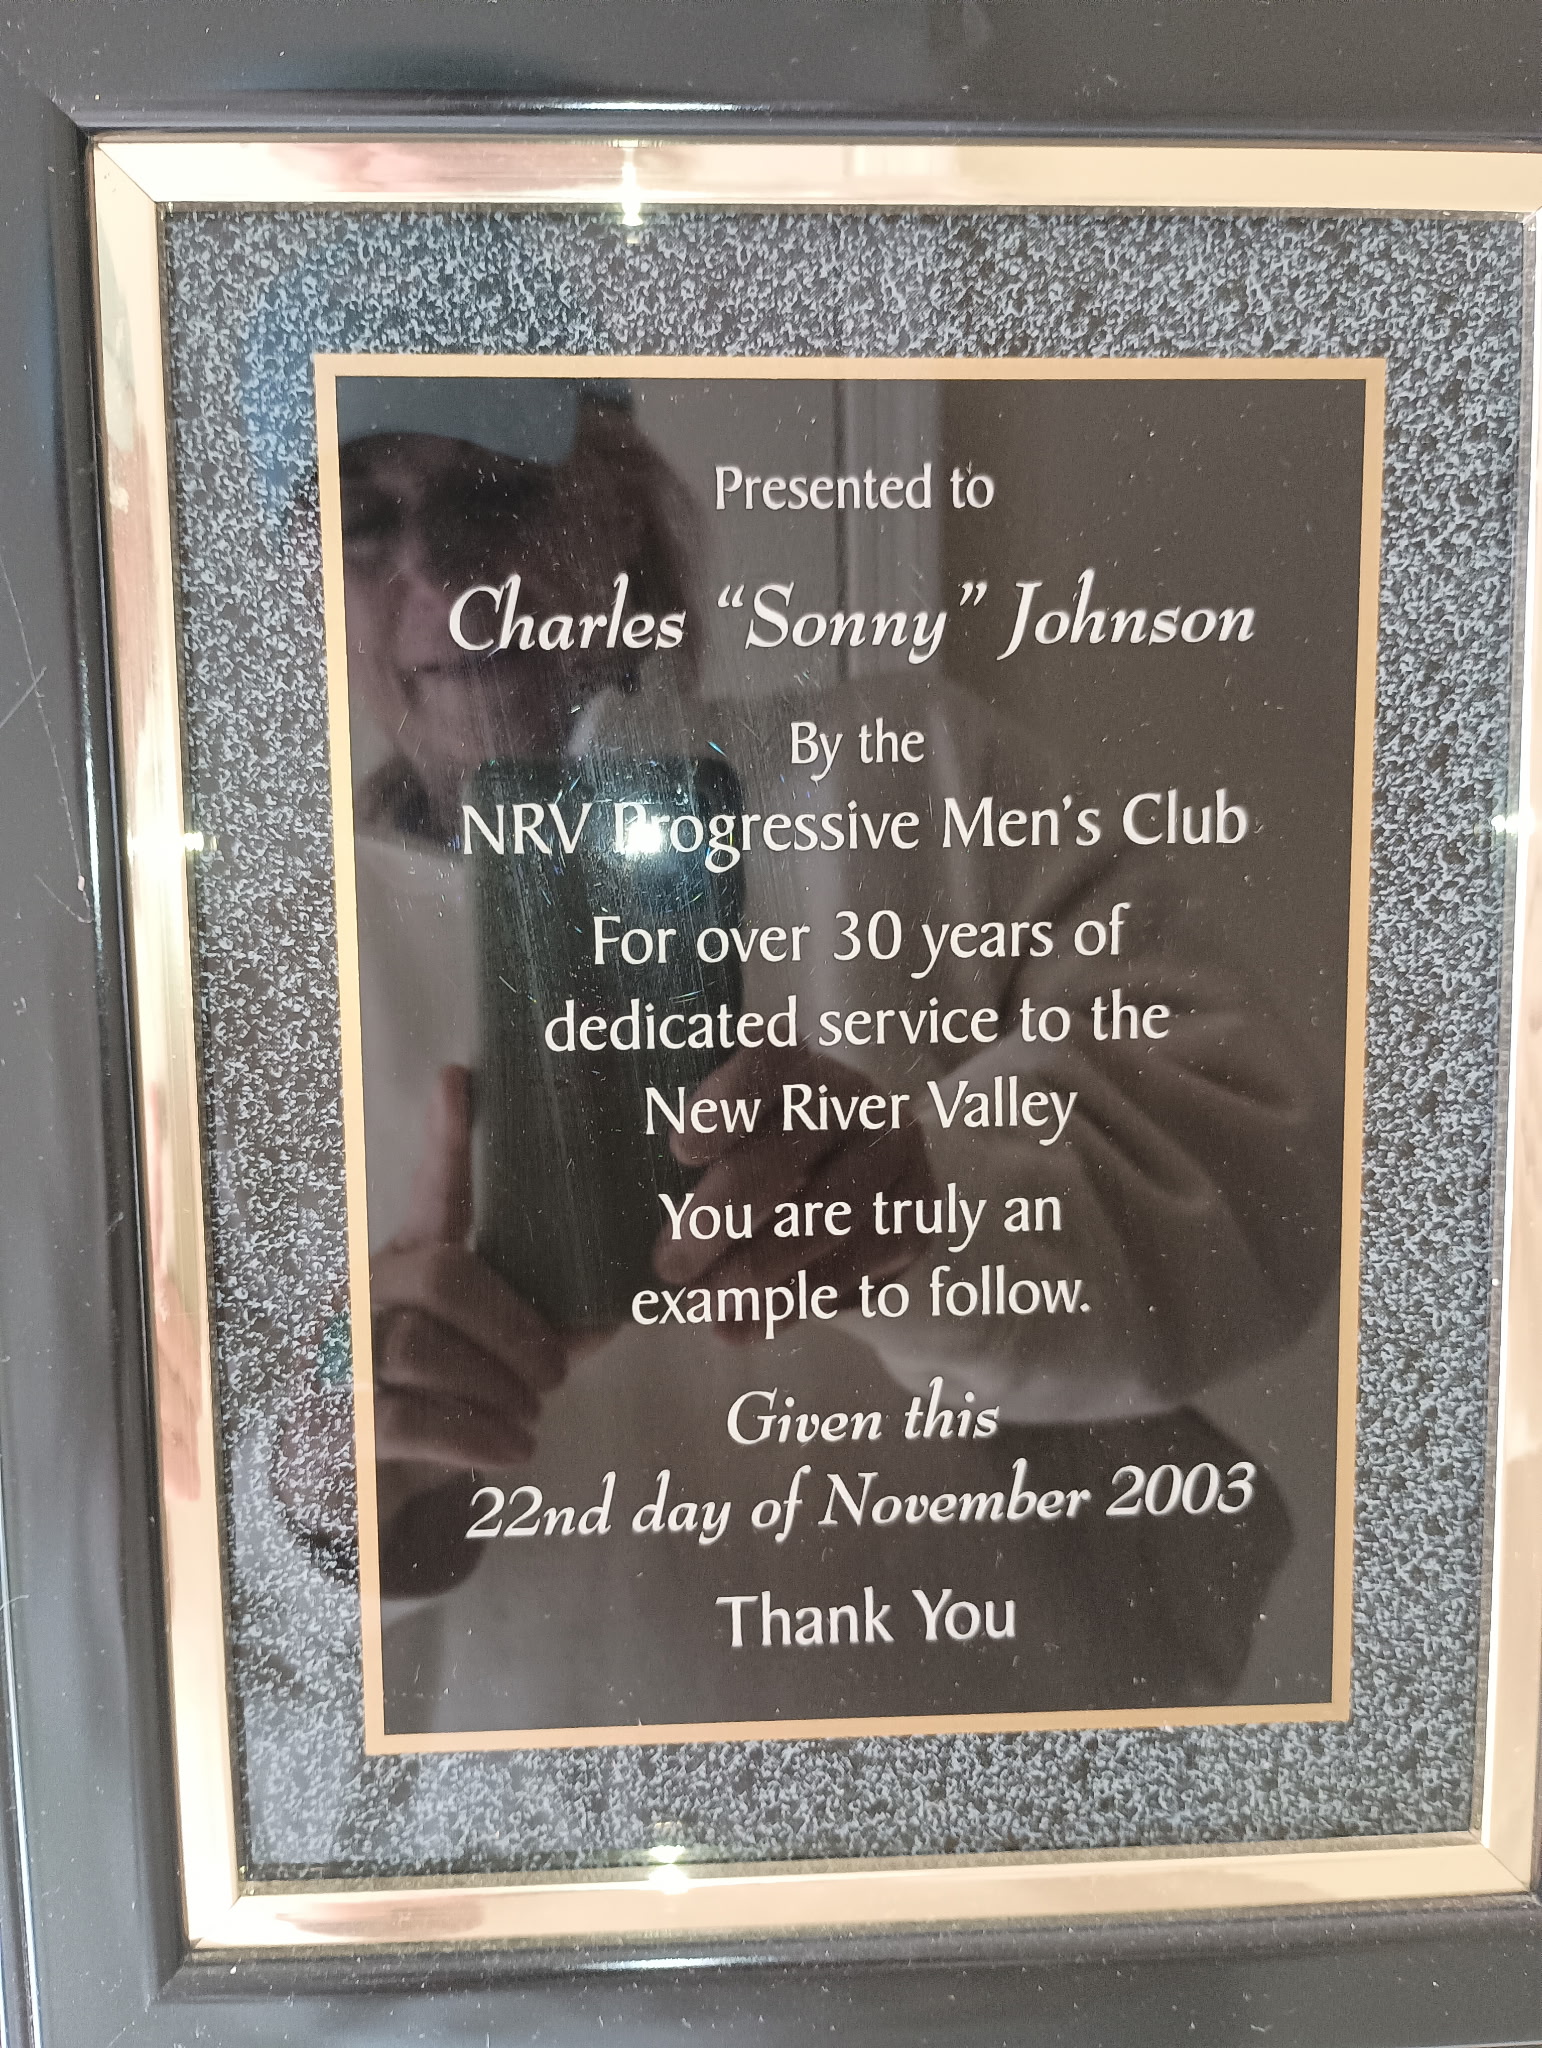 Presented to
Charles “Sonny” Johnson
By the
NRV Progressive Men's Club
For over 30 years of
dedicated service to the
New River Valley
You are truly an
example to follow.
Given this
22nd day of November 2003
Thank You